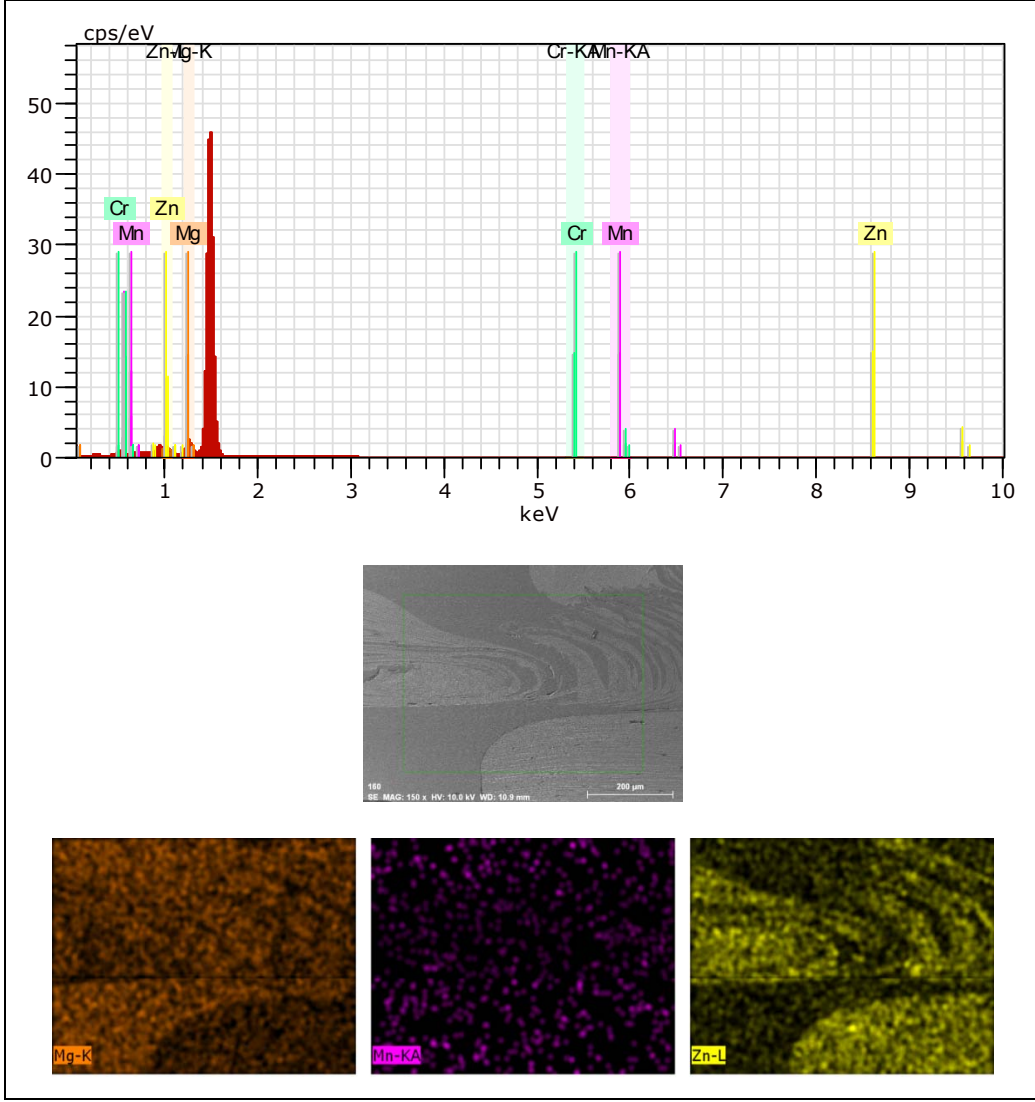 cps/eV
Zn-L Mg-K Cr-KA Mn-KA
50
40
Cr Zn
Mn Mg Cr Mn Zn
30
20
10
0
1 2 3 4 5 6 7 8 9 10
keV
160
200 µm
SE MAG: 150 x HV: 10.0 kV WD: 10.9 mm
Mg-K Mn-KA Zn-L